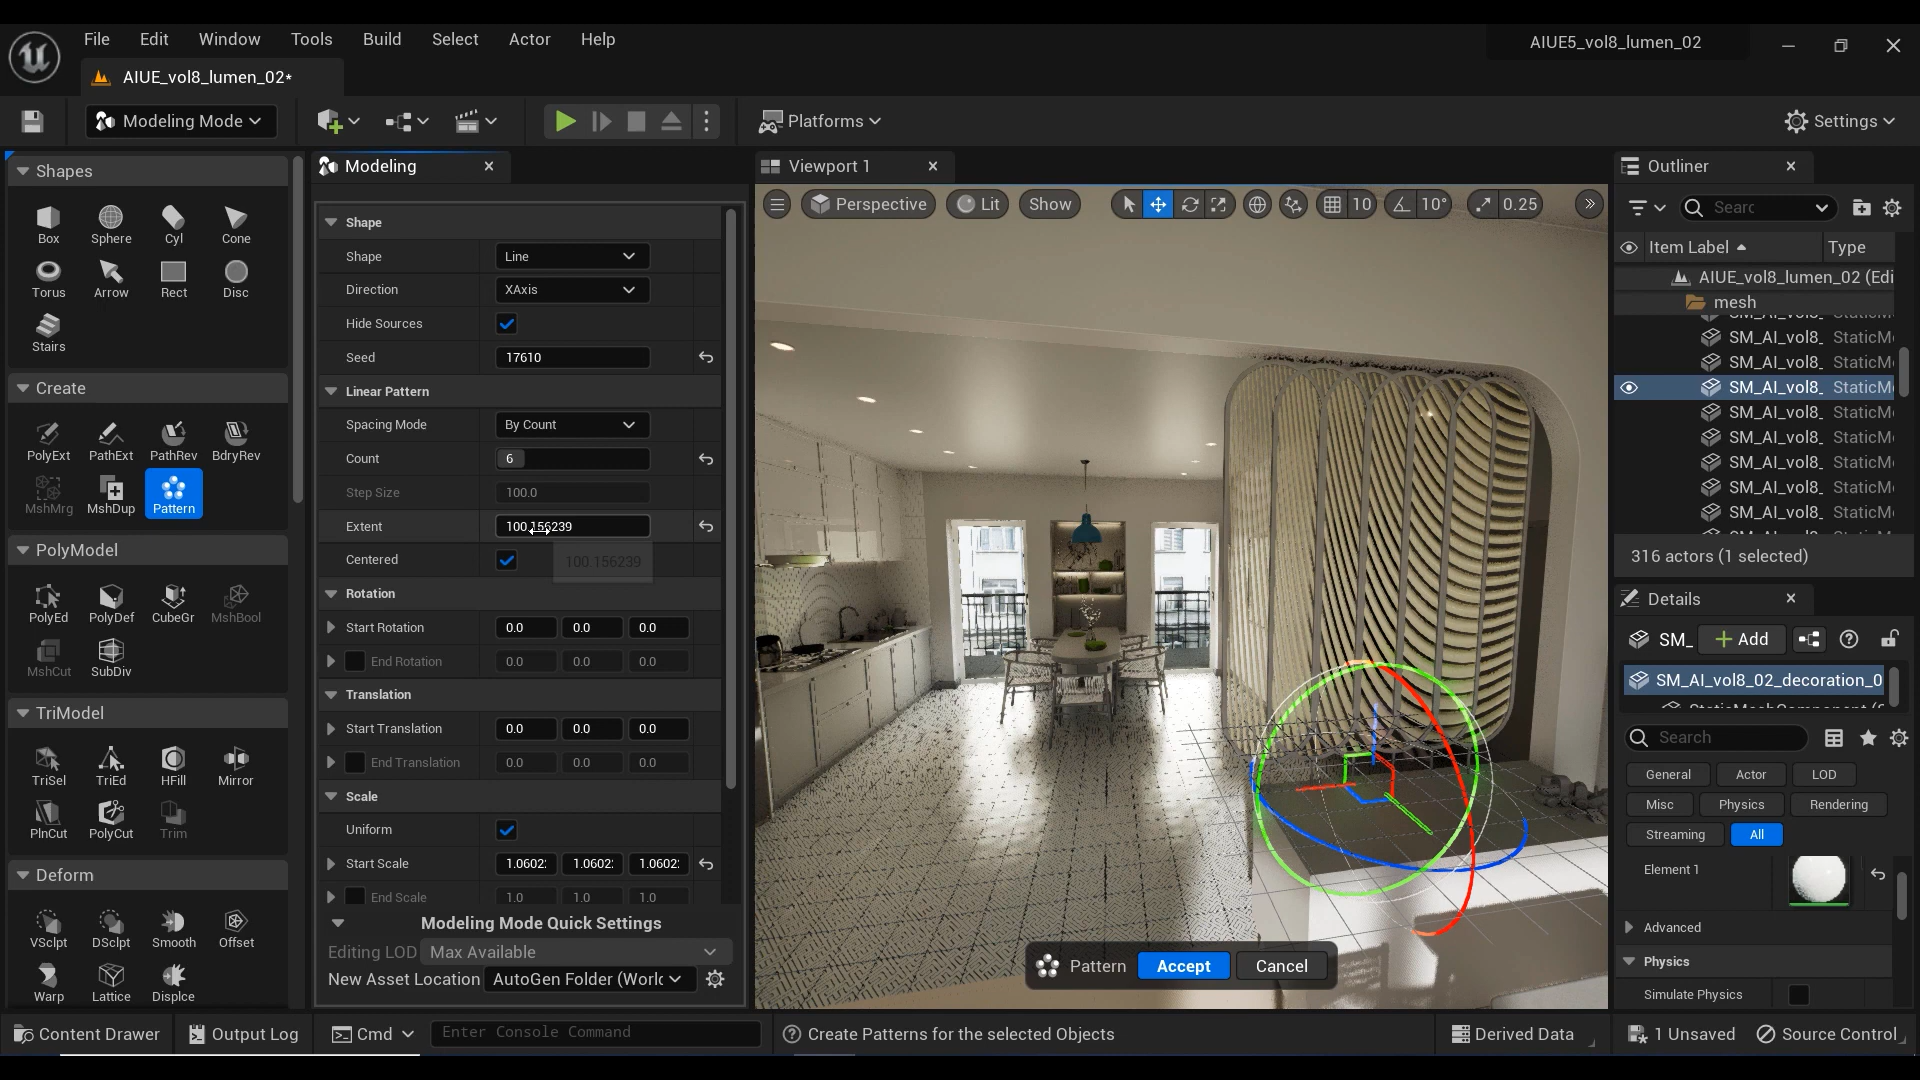 File Edit Window Tools Build Select Actor Help
AIUE5_vol8_lumen_02
AIUE_vol8_lumen_02*
Modeling Mode
Platforms
Settings
Shapes
Box Sphere Cyl Cone
Torus Arrow Rect Disc
Stairs
Create
PolyExt PathExt PathRev BdryRev
MshMrg MshDup Pattern
PolyModel
PolyEd PolyDef CubeGr MshBool
MshCut SubDiv
TriModel
TriSel TriEd HFill Mirror
PlnCut PolyCut Trim
Deform
VSclpt DSclpt Smooth Offset
Warp Lattice Displce
Modeling
Shape
Shape Line
Direction XAxis
Hide Sources
Seed 17610
Linear Pattern
Spacing Mode By Count
Count 6
Step Size 100.0
Extent 100.156239
Centered
100.156239
Rotation
Start Rotation 0.0 0.0 0.0
End Rotation 0.0 0.0 0.0
Translation
Start Translation 0.0 0.0 0.0
End Translation 0.0 0.0 0.0
Scale
Uniform
Start Scale 1.0602: 1.0602: 1.0602:
End Scale 1.0 1.0 1.0
Modeling Mode Quick Settings
Editing LOD Max Available
New Asset Location AutoGen Folder (Worl
Viewport 1
Perspective Lit Show 10 10° 0.25
Pattern Accept Cancel
Outliner
Searc
Item Label Type
AIUE_vol8_lumen_02 (Edi
mesh
SM_AI_vol8_ StaticM
SM_AI_vol8_ StaticM
SM_AI_vol8_ StaticM
SM_AI_vol8_ StaticM
SM_AI_vol8_ StaticM
SM_AI_vol8_ StaticM
SM_AI_vol8_ StaticM
SM_AI_vol8_ StaticM
316 actors (1 selected)
Details
SM_ Add
SM_AI_vol8_02_decoration_0
Search
General Actor LOD
Misc Physics Rendering
Streaming All
Element 1
Advanced
Physics
Simulate Physics
Content Drawer Output Log Cmd Enter Console Command Create Patterns for the selected Objects Derived Data 1 Unsaved Source Control